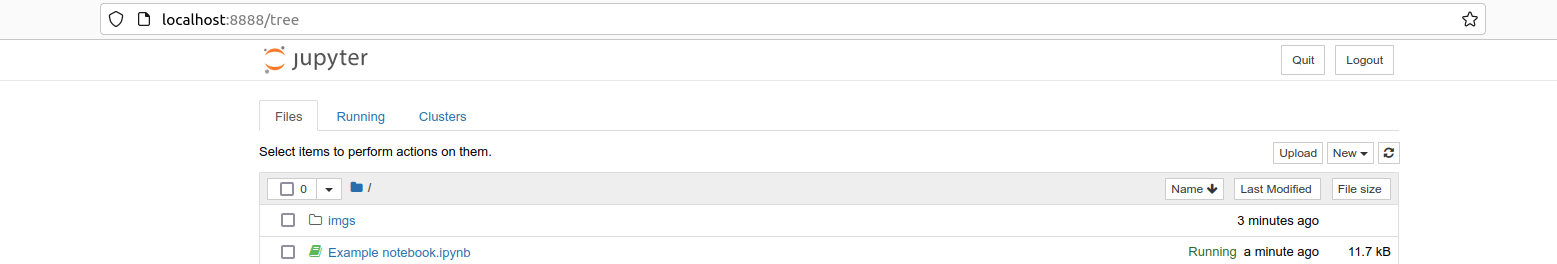 localhost:8888/tree
jupyter
Quit Logout
Files Running Clusters
Select items to perform actions on them.
Upload New
0 / Name Last Modified File size
imgs 3 minutes ago
Example notebook.ipynb Running a minute ago 11.7 kB